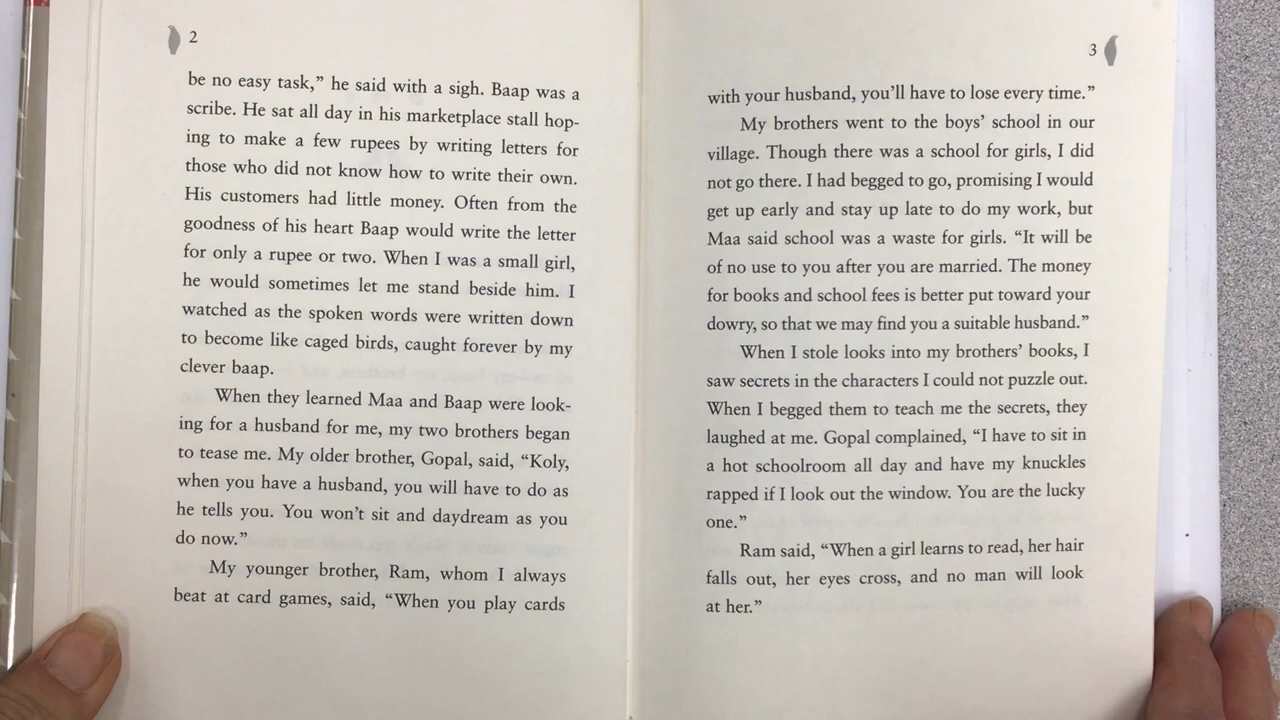 2
be no easy task,” he said with a sigh. Baap was a
scribe. He sat all day in his marketplace stall hop-
ing to make a few rupees by writing letters for
those who did not know how to write their own.
His customers had little money. Often from the
goodness of his heart Baap would write the letter
for only a rupee or two. When I was a small girl,
he would sometimes let me stand beside him. I
watched as the spoken words were written down
to become like caged birds, caught forever by my
clever baap.
When they learned Maa and Baap were look-
ing for a husband for me, my two brothers began
to tease me. My older brother, Gopal, said, “Koly,
when you have a husband, you will have to do as
he tells you. You won’t sit and daydream as you
do now.”
My younger brother, Ram, whom I always
beat at card games, said, “When you play cards
3
with your husband, you’ll have to lose every time.”
My brothers went to the boys’ school in our
village. Though there was a school for girls, I did
not go there. I had begged to go, promising I would
get up early and stay up late to do my work, but
Maa said school was a waste for girls. “It will be
of no use to you after you are married. The money
for books and school fees is better put toward your
dowry, so that we may find you a suitable husband.”
When I stole looks into my brothers’ books, I
saw secrets in the characters I could not puzzle out.
When I begged them to teach me the secrets, they
laughed at me. Gopal complained, “I have to sit in
a hot schoolroom all day and have my knuckles
rapped if I look out the window. You are the lucky
one.”
Ram said, “When a girl learns to read, her hair
falls out, her eyes cross, and no man will look
at her.”